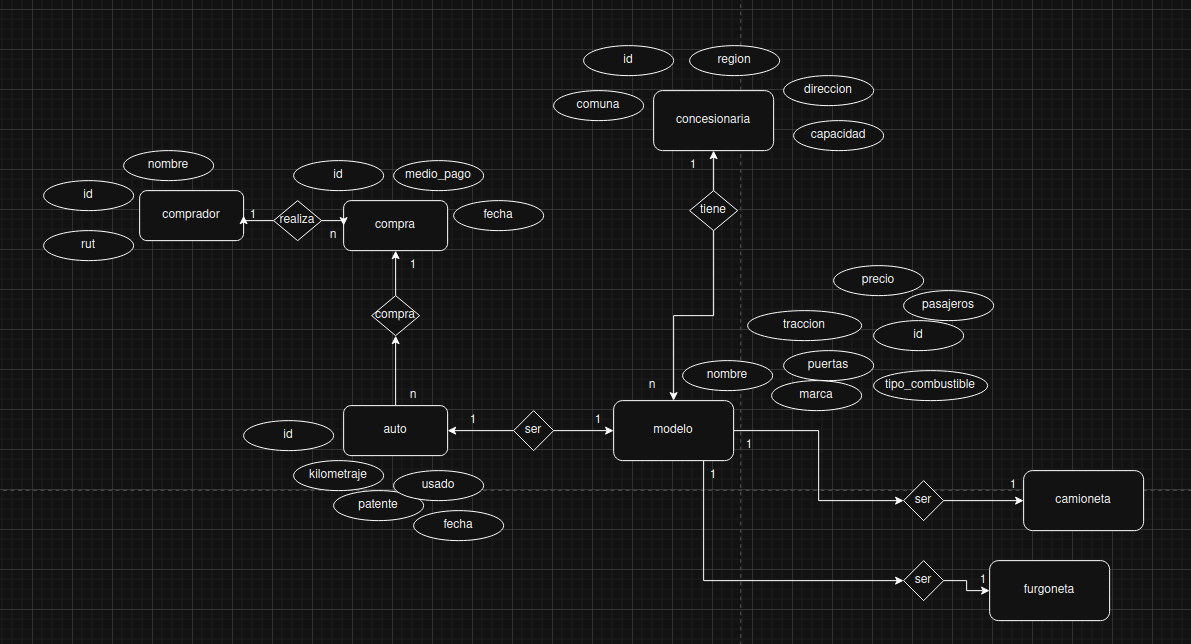 id
region
direccion
comuna
concesionaria
capacidad
1
tiene
n
nombre
id
rut
comprador
1
realiza
n
id
medio_pago
fecha
compra
1
compra
n
auto
id
kilometraje
usado
patente
fecha
1
ser
1
modelo
nombre
traccion
precio
pasajeros
id
puertas
marca
tipo_combustible
1
ser
1
camioneta
1
ser
1
furgoneta